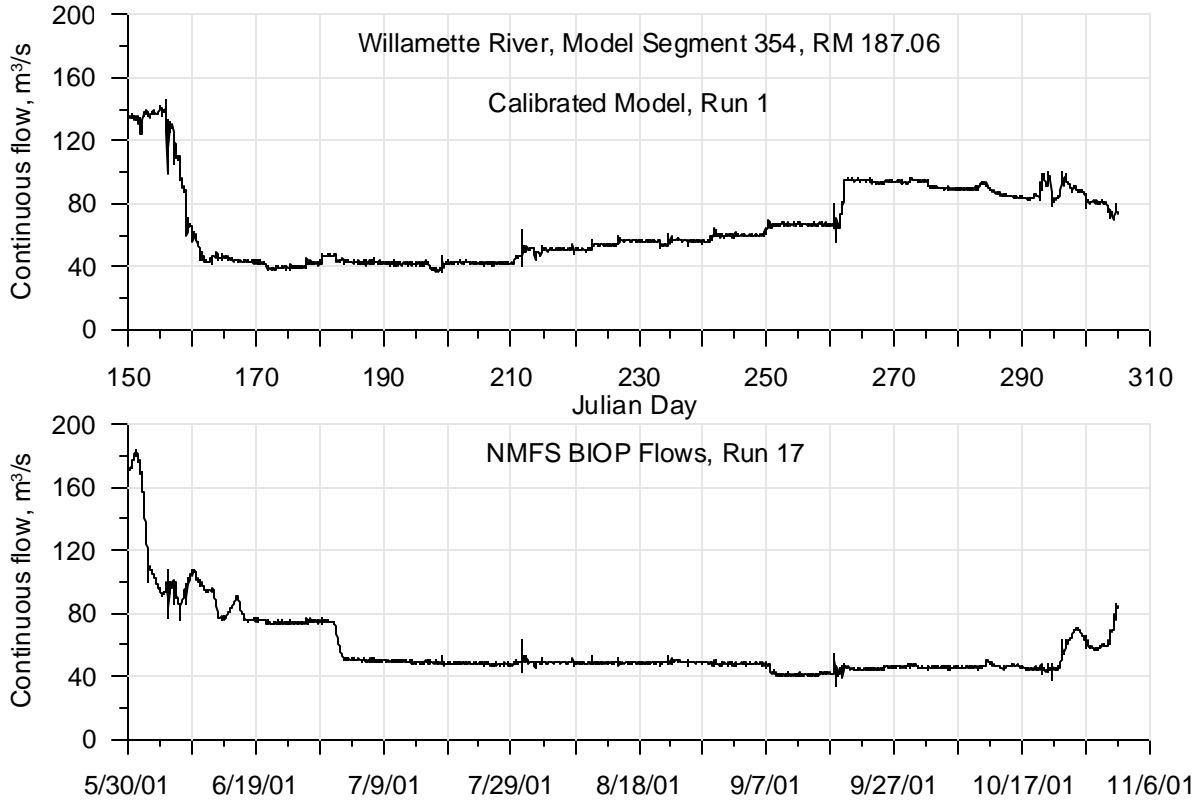 200
Willamette River, Model Segment 354, RM 187.06
160
Calibrated Model, Run 1
120
80
40
0
Continuous flow, m³/s
150 170 190 210 230 250 270 290 310
Julian Day
200
NMFS BIOP Flows, Run 17
160
120
80
40
0
Continuous flow, m³/s
5/30/01 6/19/01 7/9/01 7/29/01 8/18/01 9/7/01 9/27/01 10/17/01 11/6/01